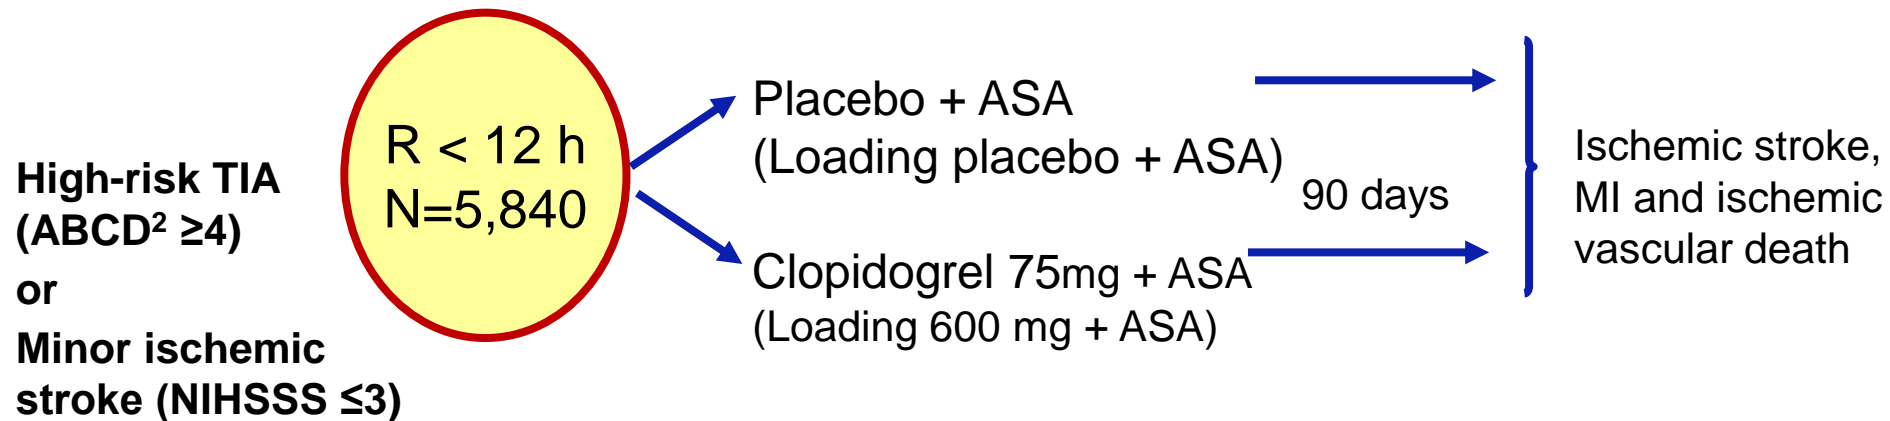 High-risk TIA
(ABCD² ≥4)
or
Minor ischemic
stroke (NIHSSS ≤3)
R < 12 h
N=5,840
Placebo + ASA
(Loading placebo + ASA)
Clopidogrel 75mg + ASA
(Loading 600 mg + ASA)
90 days
Ischemic stroke,
MI and ischemic
vascular death